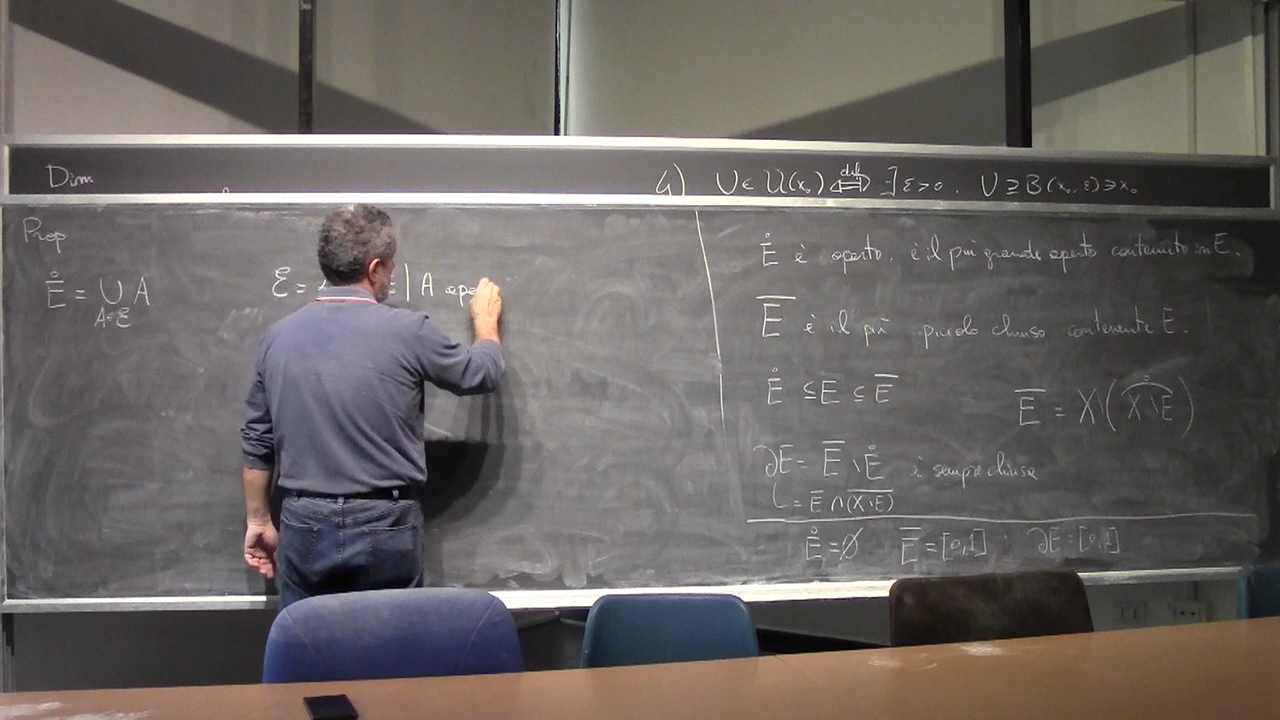 Dim
4) U ∈ 𝒰(x₀) ⟺ def ∃ ε>0. U ⊇ B(x₀, ε) ∋ x₀
Prop
E̊ = ∪ A
A∈ℰ
ℰ = | A ape
E̊ è aperto. è il più grande aperto contenuto in E.
E̅ è il più piccolo chiuso contenente E.
E̊ ⊆ E ⊆ E̅
E̅ = X\(X̊\E)
∂E = E̅ \ E̊ è sempre chiuso
= E̅ ∩ (X\E)̅
E̊ = ∅ E̅ = [0,1] ∂E = [0,1]